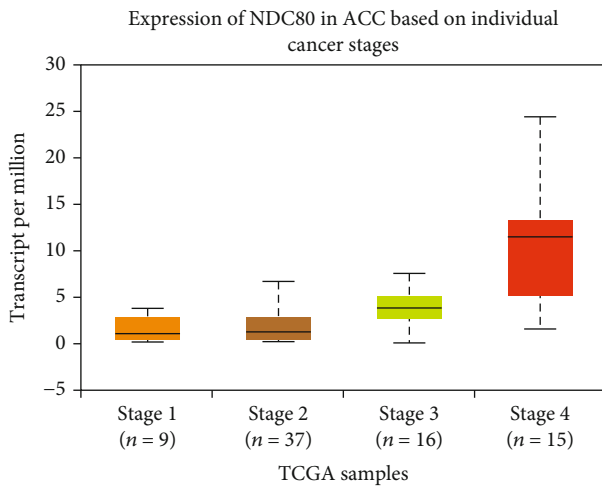 Expression of NDC80 in ACC based on individual
cancer stages
Transcript per million
30
25
20
15
10
5
0
−5
Stage 1
Stage 2
Stage 3
Stage 4
(n = 9)
(n = 37)
(n = 16)
(n = 15)
TCGA samples